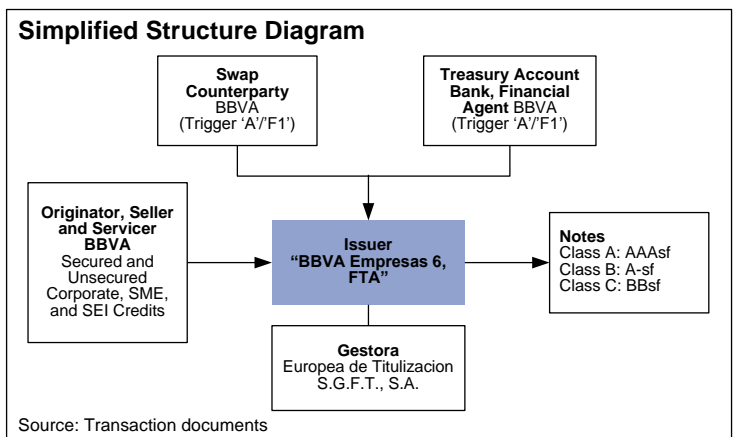 Simplified Structure Diagram
Swap
Counterparty
BBVA
(Trigger ‘A’/’F1’)
Treasury Account
Bank, Financial
Agent BBVA
(Trigger ‘A’/’F1’)
Originator, Seller
and Servicer
BBVA
Secured and
Unsecured
Corporate, SME,
and SEI Credits
Issuer
“BBVA Empresas 6,
FTA”
Notes
Class A: AAAsf
Class B: A-sf
Class C: BBsf
Gestora
Europea de Titulizacion
S.G.F.T., S.A.
Source: Transaction documents